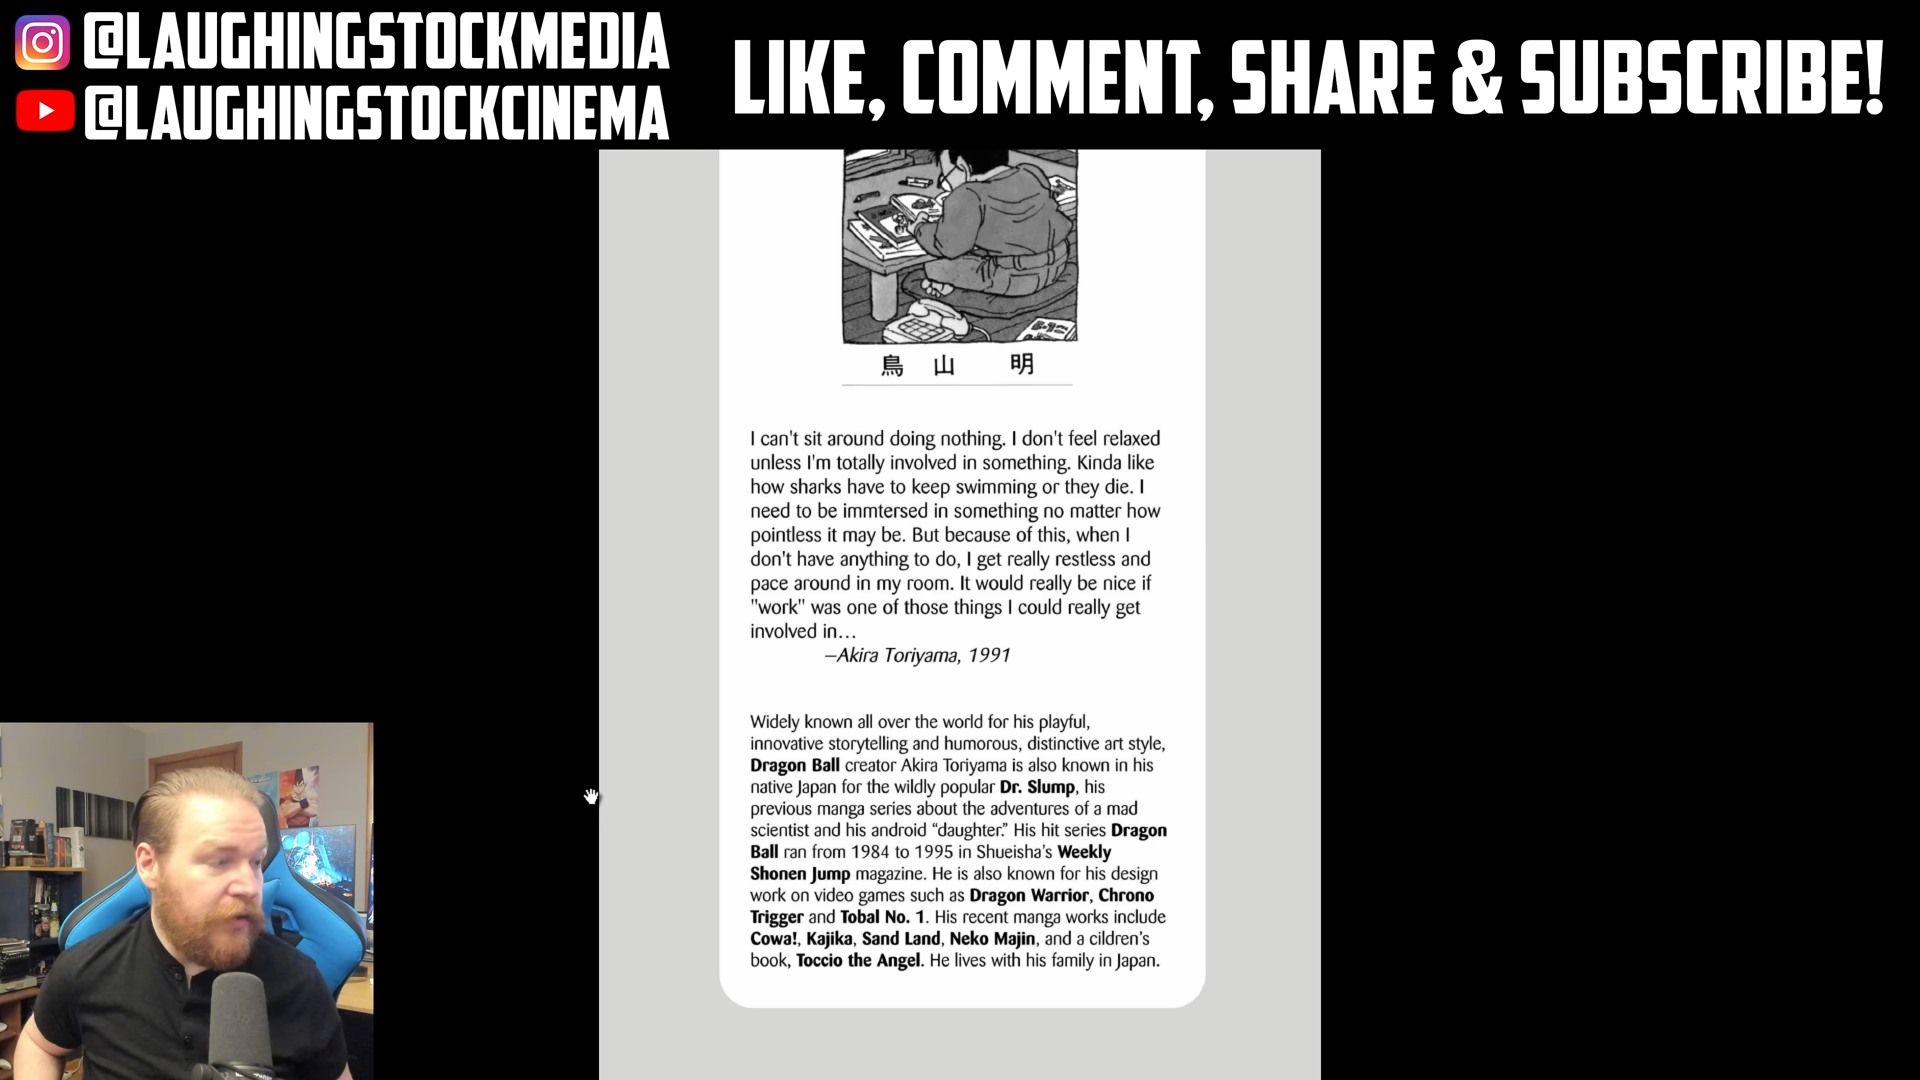 @LAUGHINGSTOCKMEDIA
@LAUGHINGSTOCKCINEMA
LIKE, COMMENT, SHARE & SUBSCRIBE!
鳥 山 明
I can't sit around doing nothing. I don't feel relaxed
unless I'm totally involved in something. Kinda like
how sharks have to keep swimming or they die. I
need to be immtersed in something no matter how
pointless it may be. But because of this, when I
don't have anything to do, I get really restless and
pace around in my room. It would really be nice if
"work" was one of those things I could really get
involved in...
—Akira Toriyama, 1991
Widely known all over the world for his playful,
innovative storytelling and humorous, distinctive art style,
Dragon Ball creator Akira Toriyama is also known in his
native Japan for the wildly popular Dr. Slump, his
previous manga series about the adventures of a mad
scientist and his android “daughter.” His hit series Dragon
Ball ran from 1984 to 1995 in Shueisha's Weekly
Shonen Jump magazine. He is also known for his design
work on video games such as Dragon Warrior, Chrono
Trigger and Tobal No. 1. His recent manga works include
Cowa!, Kajika, Sand Land, Neko Majin, and a cildren's
book, Toccio the Angel. He lives with his family in Japan.